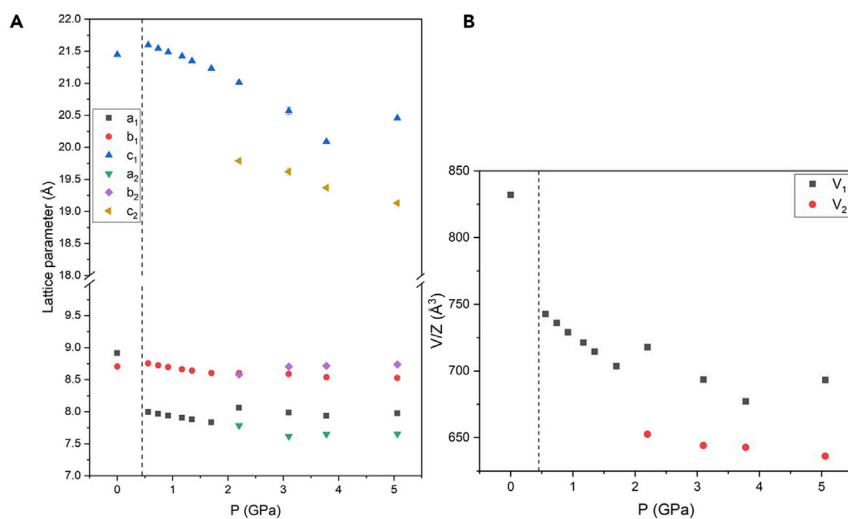 A
22.0
21.5
21.0
20.5
20.0
19.5
19.0
18.5
18.0
9.5
9.0
8.5
8.0
7.5
7.0
Lattice parameter (Å)
a₁
b₁
c₁
a₂
b₂
c₂
0 1 2 3 4 5
P (GPa)
B
850
800
750
700
650
V/Z (Å³)
V₁
V₂
0 1 2 3 4 5
P (GPa)